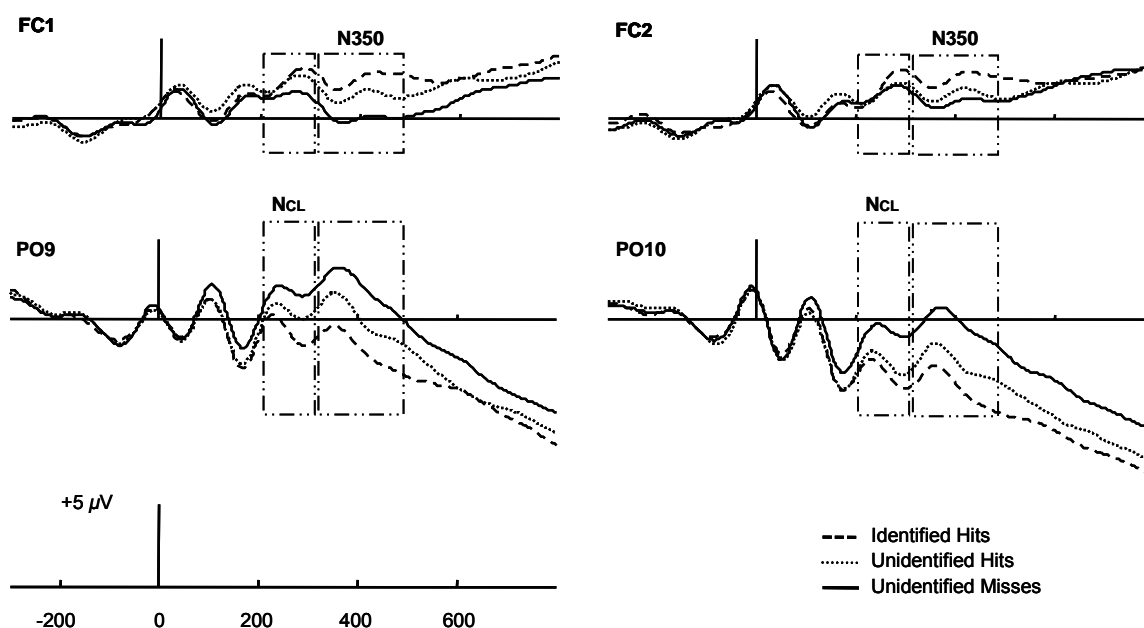 FC1
N350
FC2
N350
NCL
NCL
PO9
PO10
+5 µV
Identified Hits
Unidentified Hits
Unidentified Misses
-200 0 200 400 600